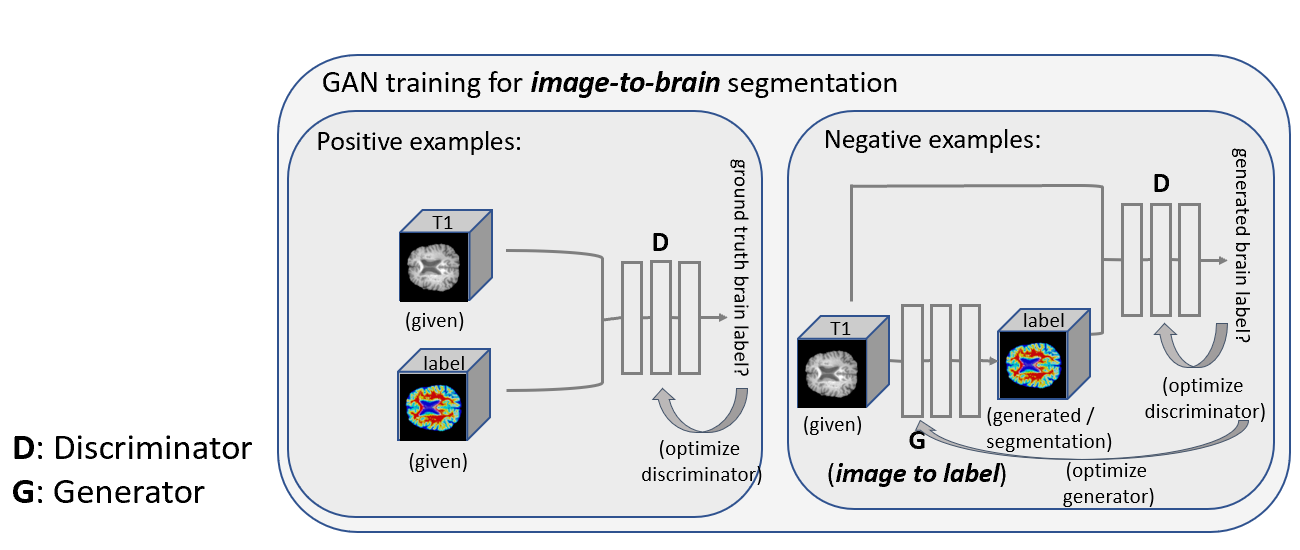 GAN training for image-to-brain segmentation
Positive examples:
T1
(given)
label
(given)
D
ground truth brain label?
(optimize
discriminator)
Negative examples:
T1
(given)
G
(image to label)
label
(generated /
segmentation)
D
generated brain label?
(optimize
discriminator)
(optimize
generator)
D: Discriminator
G: Generator